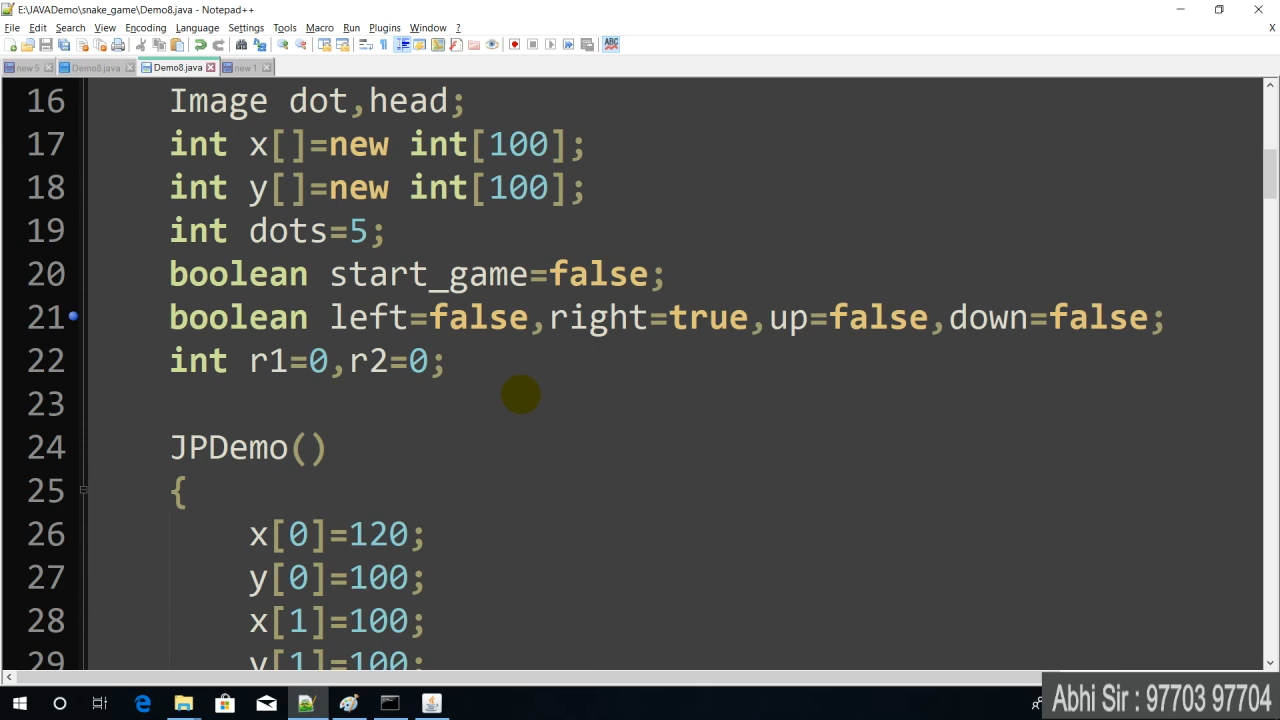 E:\JAVADemo\snake_game\Demo8.java - Notepad++
File Edit Search View Encoding Language Settings Tools Macro Run Plugins Window ?
X
new 5 Demo8.java Demo8.java new 1
16 Image dot,head;
17 int x[]=new int[100];
18 int y[]=new int[100];
19 int dots=5;
20 boolean start_game=false;
21 boolean left=false,right=true,up=false,down=false;
22 int r1=0,r2=0;
23
24 JPDemo()
25 {
26 x[0]=120;
27 y[0]=100;
28 x[1]=100;
29 y[1]=100;
Abhi Sir : 97703 97704